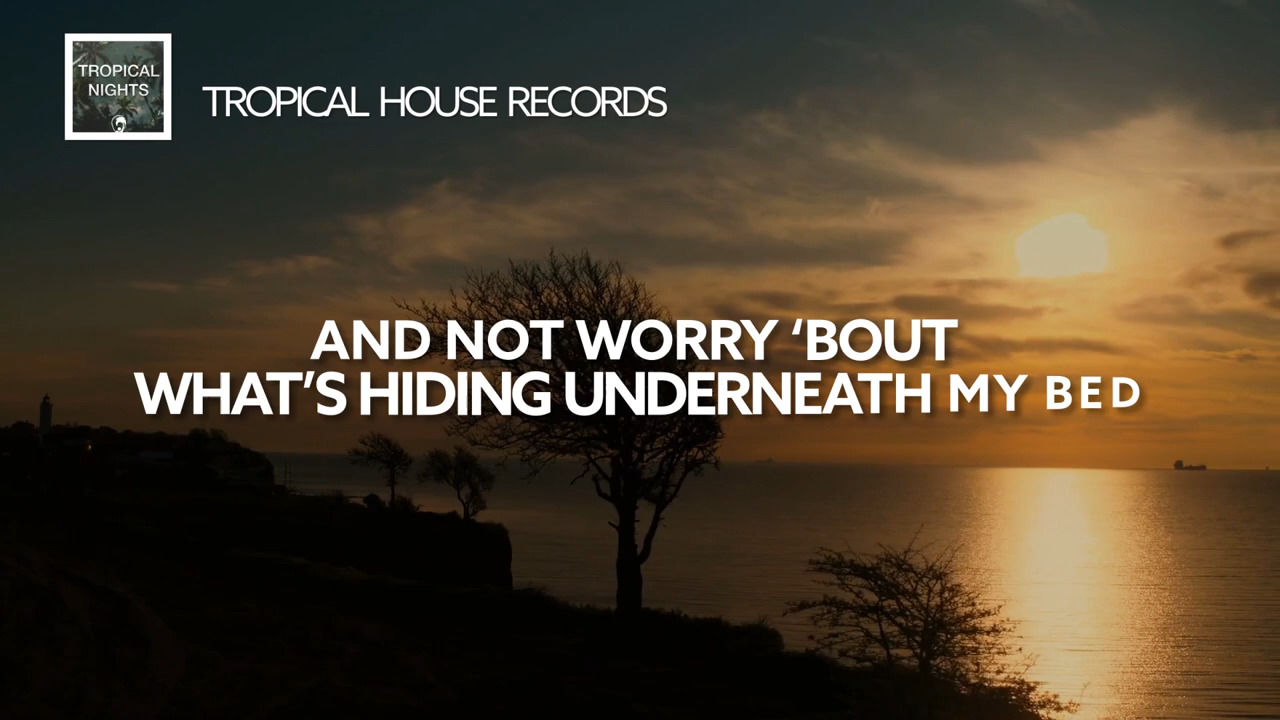 TROPICAL
NIGHTS
TROPICAL HOUSE RECORDS
AND NOT WORRY ‘BOUT
WHAT’S HIDING UNDERNEATH MY BED